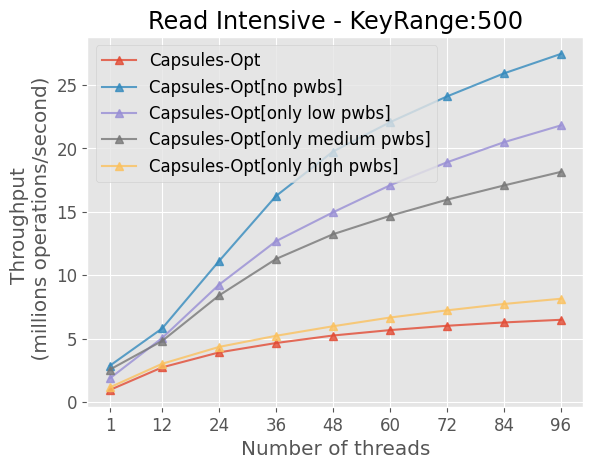 Read Intensive - KeyRange:500
Capsules-Opt
Capsules-Opt[no pwbs]
Capsules-Opt[only low pwbs]
Capsules-Opt[only medium pwbs]
Capsules-Opt[only high pwbs]
Throughput
(millions operations/second)
25
20
15
10
5
0
1 12 24 36 48 60 72 84 96
Number of threads